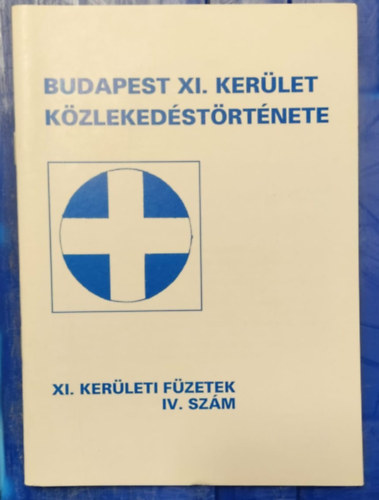 BUDAPEST XI. KERÜLET
KÖZLEKEDÉSTÖRTÉNETE
XI. KERÜLETI FÜZETEK
IV. SZÁM